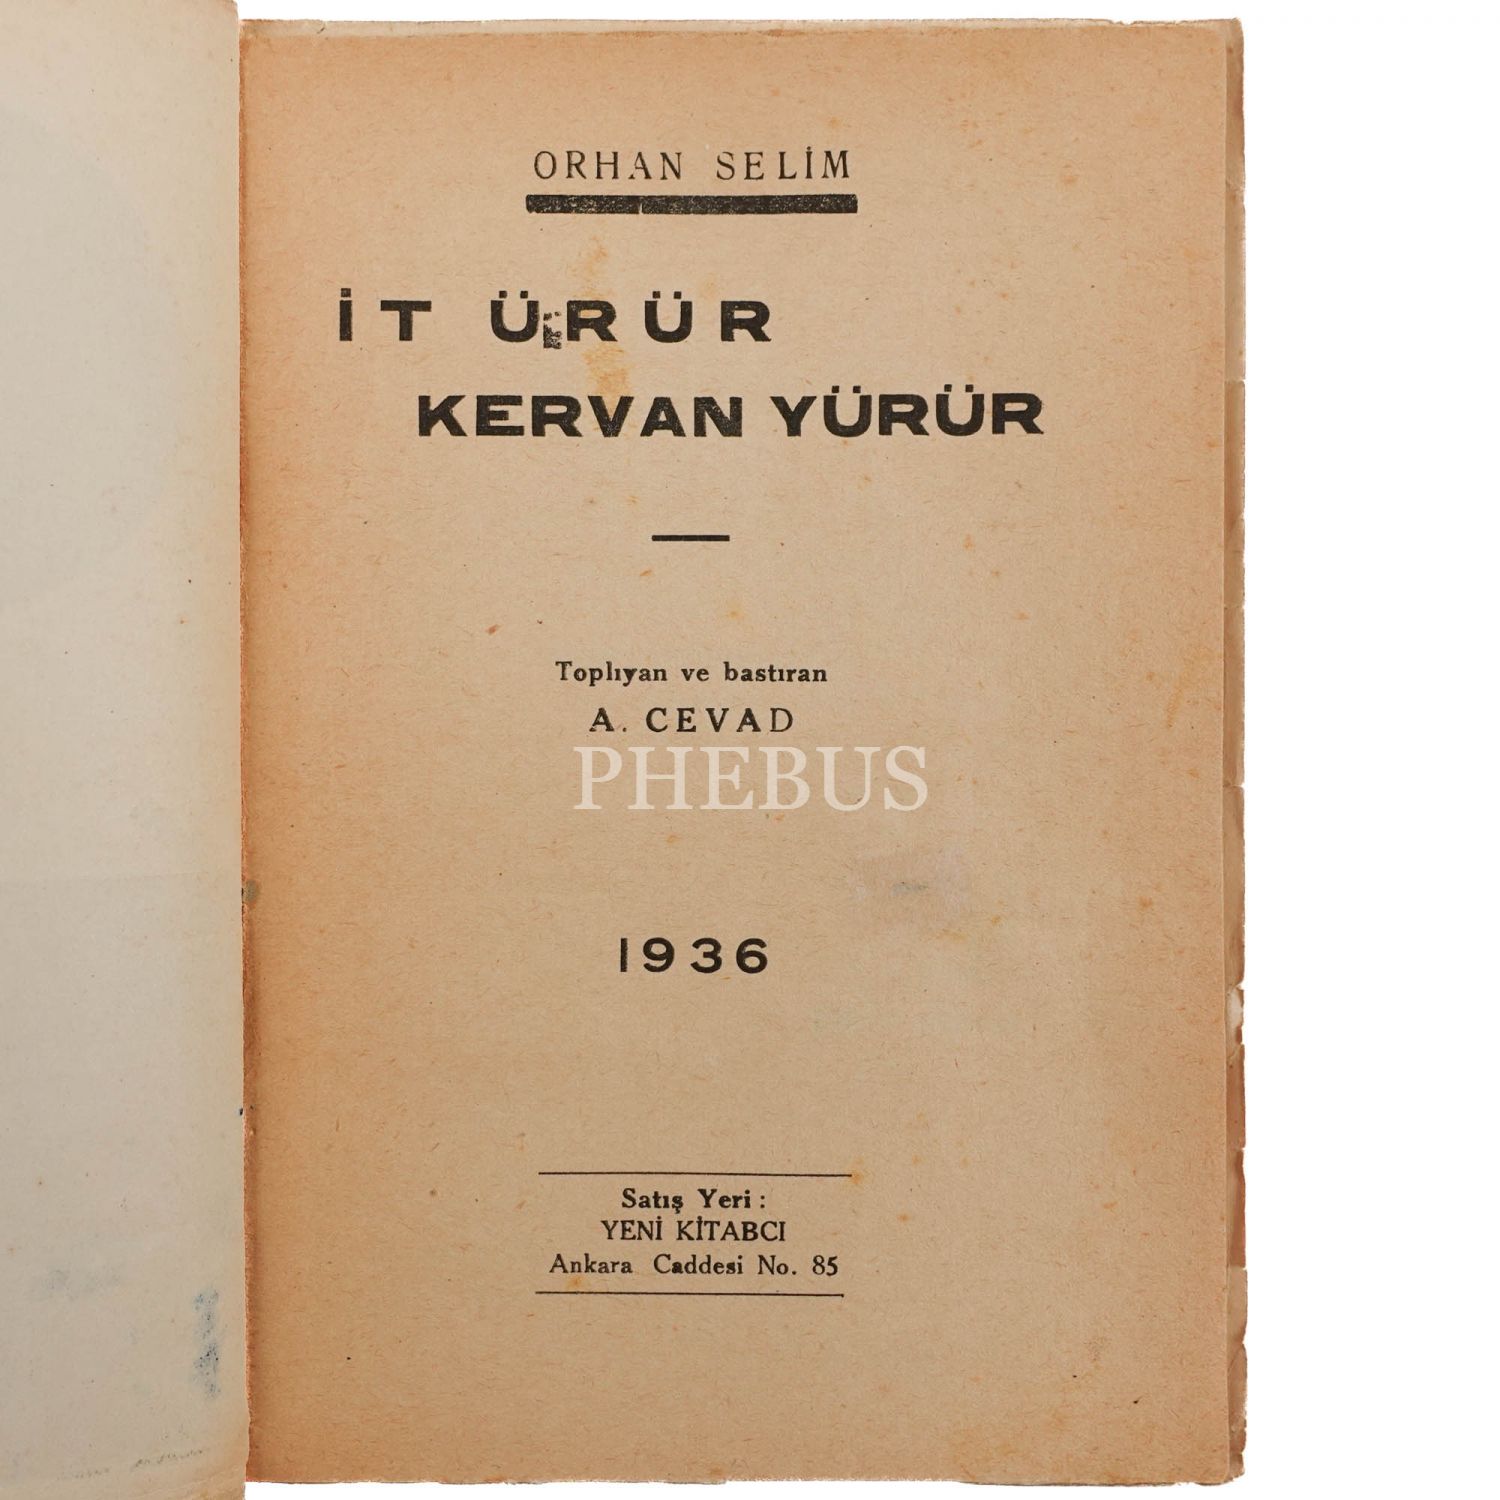 ORHAN SELİM
İT ÜRÜR
KERVAN YÜRÜR
Toplıyan ve bastıran
A. CEVAD
PHEBUS
1936
Satış Yeri :
YENİ KİTABCI
Ankara Caddesi No. 85